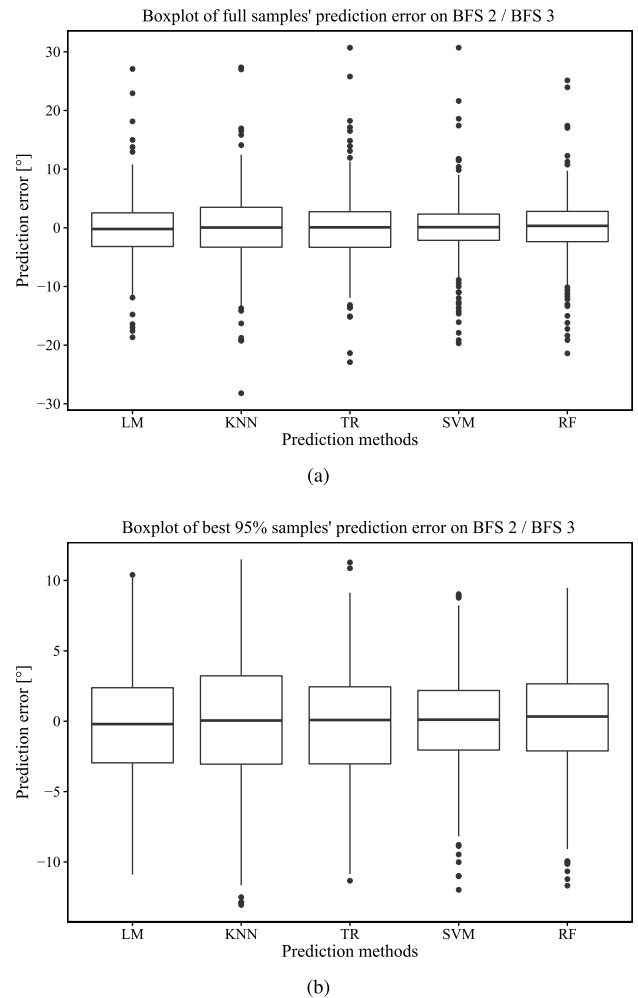 Boxplot of full samples' prediction error on BFS 2 / BFS 3
Prediction error [°]
30
20
10
0
−10
−20
−30
LM KNN TR SVM RF
Prediction methods
(a)
Boxplot of best 95% samples' prediction error on BFS 2 / BFS 3
Prediction error [°]
10
5
0
−5
−10
LM KNN TR SVM RF
Prediction methods
(b)